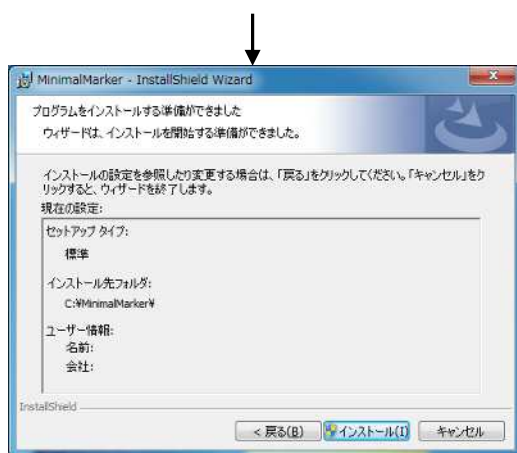 MinimalMarker - InstallShield Wizard
プログラムをインストールする準備ができました
ウィザードは、インストールを開始する準備ができました。
インストールの設定を参照したり変更する場合は、「戻る」をクリックしてください。「キャンセル」をク
リックすると、ウィザードを終了します。
現在の設定:
セットアップ タイプ:
標準
インストール先フォルダ:
C:¥MinimalMarker¥
ユーザー情報:
名前:
会社:
InstallShield
< 戻る(B)
インストール(I)
キャンセル